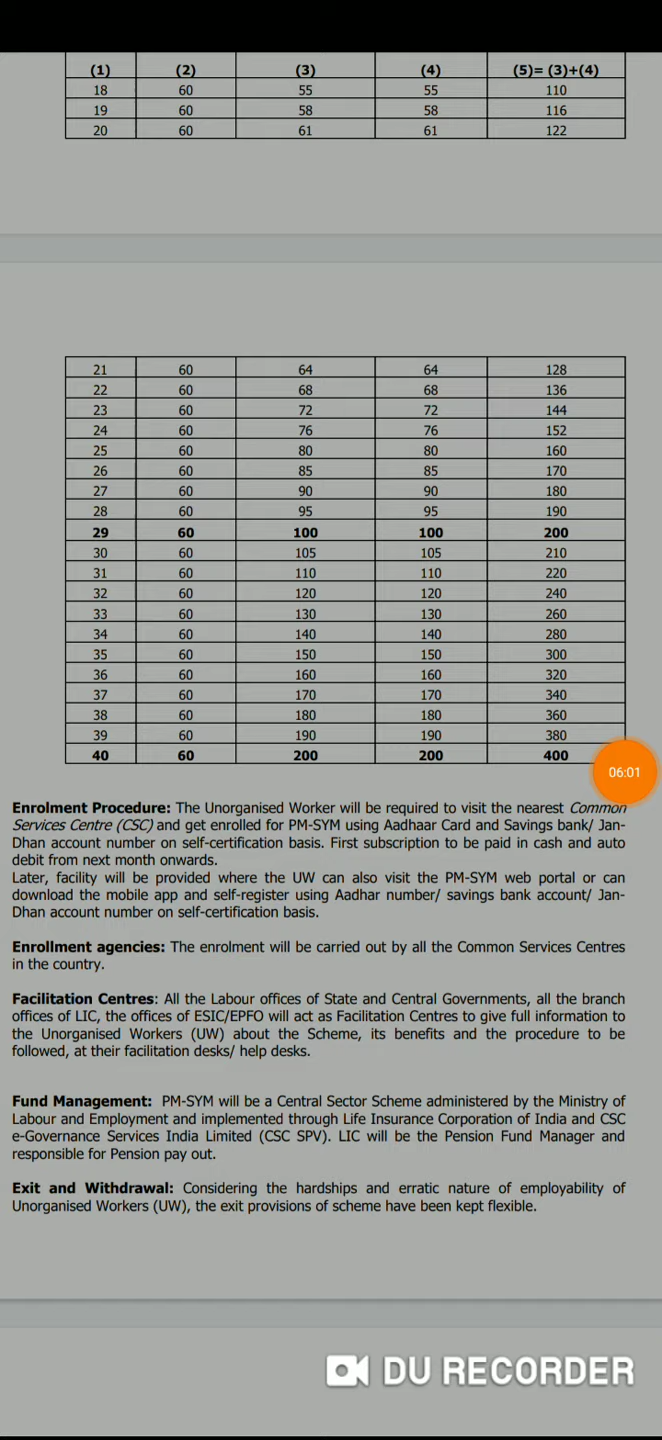 (1) (2) (3) (4) (5)= (3)+(4)
18 60 55 55 110
19 60 58 58 116
20 60 61 61 122
21 60 64 64 128
22 60 68 68 136
23 60 72 72 144
24 60 76 76 152
25 60 80 80 160
26 60 85 85 170
27 60 90 90 180
28 60 95 95 190
29 60 100 100 200
30 60 105 105 210
31 60 110 110 220
32 60 120 120 240
33 60 130 130 260
34 60 140 140 280
35 60 150 150 300
36 60 160 160 320
37 60 170 170 340
38 60 180 180 360
39 60 190 190 380
40 60 200 200 400
06:01
Enrolment Procedure: The Unorganised Worker will be required to visit the nearest Common
Services Centre (CSC) and get enrolled for PM-SYM using Aadhaar Card and Savings bank/ Jan-
Dhan account number on self-certification basis. First subscription to be paid in cash and auto
debit from next month onwards.
Later, facility will be provided where the UW can also visit the PM-SYM web portal or can
download the mobile app and self-register using Aadhar number/ savings bank account/ Jan-
Dhan account number on self-certification basis.
Enrollment agencies: The enrolment will be carried out by all the Common Services Centres
in the country.
Facilitation Centres: All the Labour offices of State and Central Governments, all the branch
offices of LIC, the offices of ESIC/EPFO will act as Facilitation Centres to give full information to
the Unorganised Workers (UW) about the Scheme, its benefits and the procedure to be
followed, at their facilitation desks/ help desks.
Fund Management: PM-SYM will be a Central Sector Scheme administered by the Ministry of
Labour and Employment and implemented through Life Insurance Corporation of India and CSC
e-Governance Services India Limited (CSC SPV). LIC will be the Pension Fund Manager and
responsible for Pension pay out.
Exit and Withdrawal: Considering the hardships and erratic nature of employability of
Unorganised Workers (UW), the exit provisions of scheme have been kept flexible.
DU RECORDER